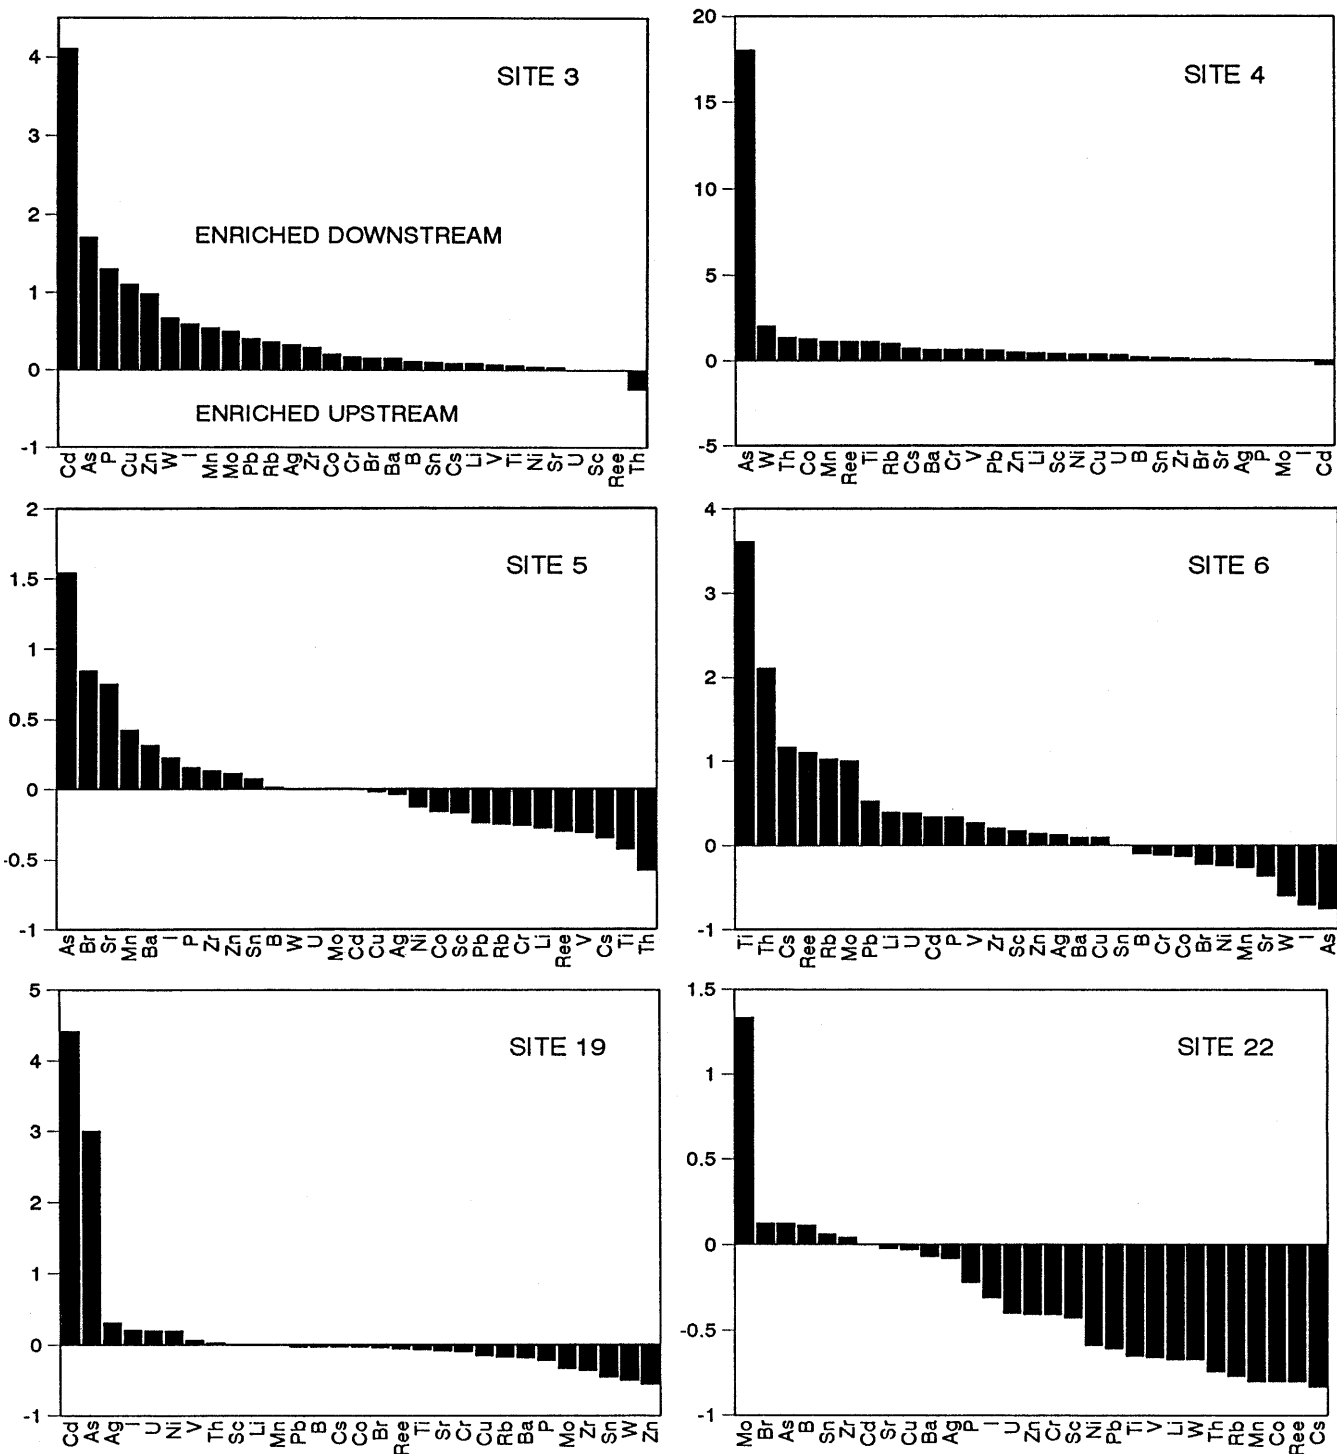 SITE 3
4
3
2
1
0
-1
ENRICHED DOWNSTREAM
ENRICHED UPSTREAM
Cd As P Cu Zn W I Mn Mo Pb Rb Ag Zr Co Cr Br Ba B Sn Cs Li V Ti Ni Sr U Sc Ree Th
SITE 4
20
15
10
5
0
-5
As W Th Co Mn Ree Ti Rb Cs Ba Cr V Pb Zn Li Sc Ni Cu U B Sn Zr Br Sr Ag P Mo I Cd
SITE 5
2
1.5
1
0.5
0
-0.5
-1
As Br Sr Mn Ba I P Zr Zn Sn B W U Mo Cd Cu Ag Ni Co Sc Pb Rb Cr Li Ree V Cs Ti Th
SITE 6
4
3
2
1
0
-1
Ti Th Cs Ree Rb Mo Pb Li U Cd P V Zr Sc Zn Ag Ba Cu Sn B Cr Co Br Ni Mn Sr W I As
SITE 19
5
4
3
2
1
0
-1
Cd As Ag I U Ni V Th Sc Li Mn Pb B Cs Co Br Ree Ti Sr Cr Cu Rb Ba P Mo Zr Sn W Zn
SITE 22
1.5
1
0.5
0
-0.5
-1
Mo Br As B Sn Zr Cd Sr Cu Ba Ag P I U Zn Cr Sc Ni Pb Ti V Li W Th Rb Mn Co Ree Cs